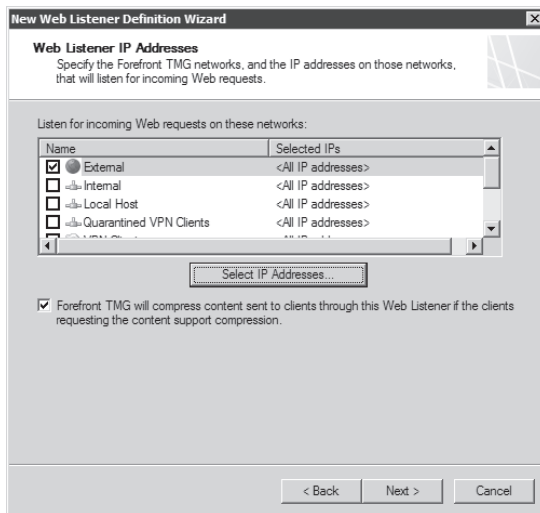 New Web Listener Definition Wizard
Web Listener IP Addresses
Specify the Forefront TMG networks, and the IP addresses on those networks,
that will listen for incoming Web requests.
Listen for incoming Web requests on these networks:
Name Selected IPs
External <All IP addresses>
Internal <All IP addresses>
Local Host <All IP addresses>
Quarantined VPN Clients <All IP addresses>
Select IP Addresses...
Forefront TMG will compress content sent to clients through this Web Listener if the clients
requesting the content support compression.
< Back Next > Cancel